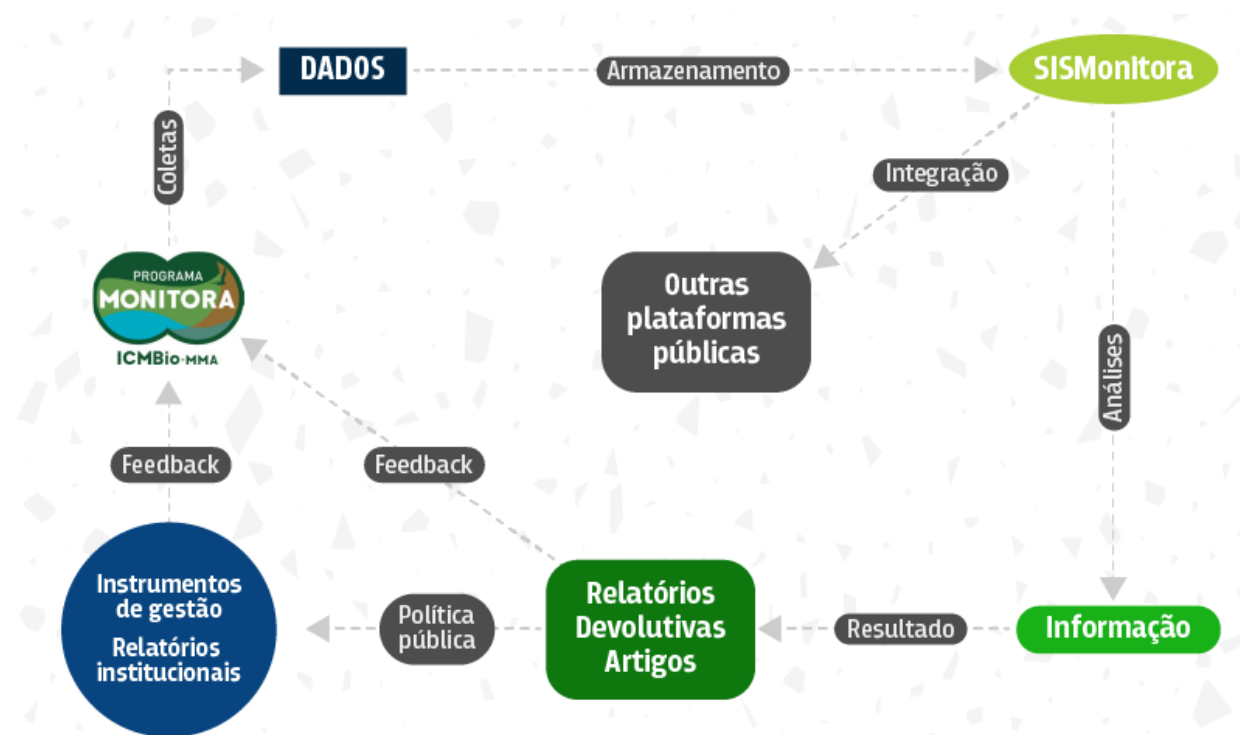 DADOS
Armazenamento
SISMonitora
Coletas
Integração
PROGRAMA
MONITORA
ICMBio·MMA
Outras
plataformas
públicas
Análises
Feedback
Feedback
Instrumentos
de gestão
Relatórios
institucionais
Política
pública
Relatórios
Devolutivas
Artigos
Resultado
Informação